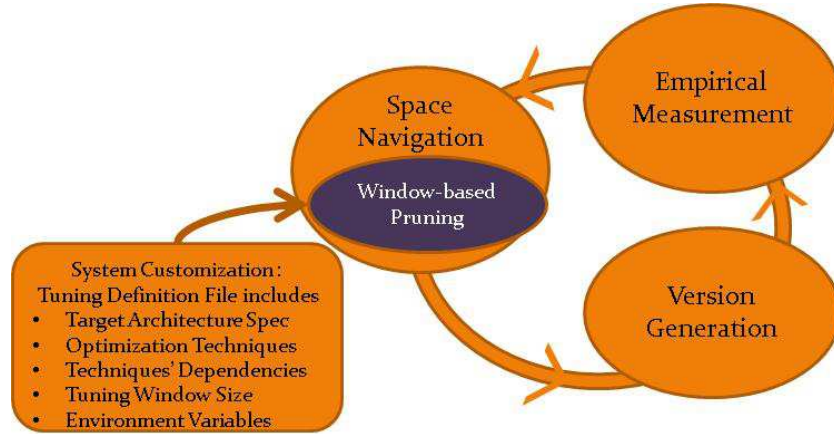 Empirical
Measurement
Space
Navigation
Window-based
Pruning
Version
Generation
System Customization:
Tuning Definition File includes
• Target Architecture Spec
• Optimization Techniques
• Techniques' Dependencies
• Tuning Window Size
• Environment Variables